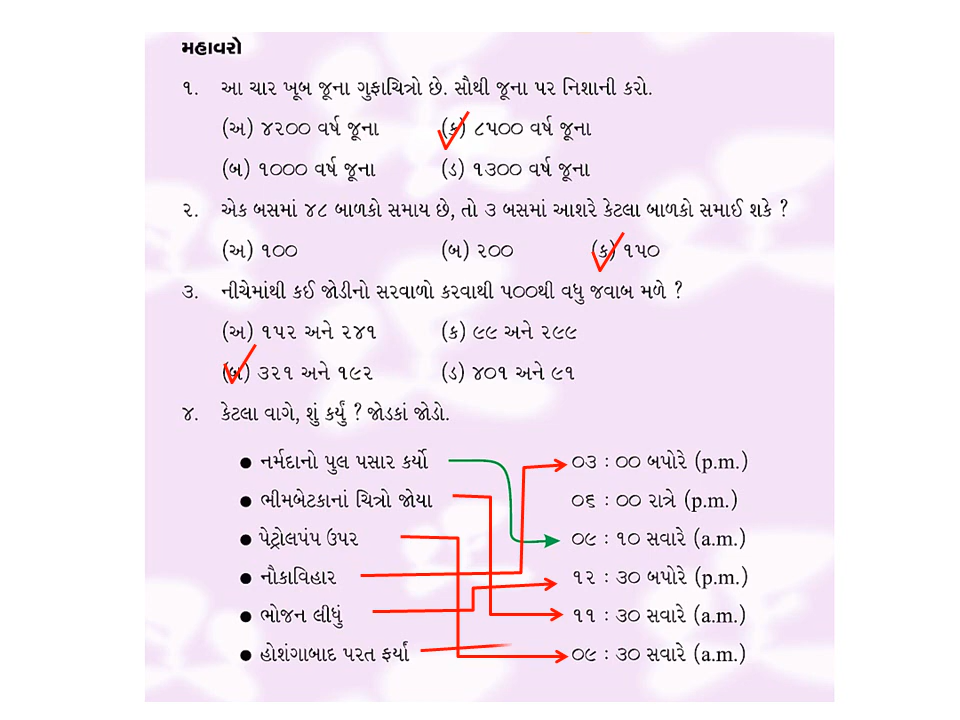 મહાવરો
૧. આ ચાર ખૂબ જૂના ગુફાચિત્રો છે. સૌથી જૂના પર નિશાની કરો.
(અ) ૪૨૦૦ વર્ષ જૂના (ક) ૮૫૦૦ વર્ષ જૂના
(બ) ૧૦૦૦ વર્ષ જૂના (ડ) ૧૩૦૦ વર્ષ જૂના
૨. એક બસમાં ૪૮ બાળકો સમાય છે, તો ૩ બસમાં આશરે કેટલા બાળકો સમાઈ શકે ?
(અ) ૧૦૦ (બ) ૨૦૦ (ક) ૧૫૦
૩. નીચેમાંથી કઈ જોડીનો સરવાળો કરવાથી ૫૦૦થી વધુ જવાબ મળે ?
(અ) ૧૫૨ અને ૨૪૧ (ક) ૯૯ અને ૨૯૯
(બ) ૩૨૧ અને ૧૯૨ (ડ) ૪૦૧ અને ૯૧
૪. કેટલા વાગે, શું કર્યું ? જોડકાં જોડો.
● નર્મદાનો પુલ પસાર કર્યો ૦૩ : ૦૦ બપોરે (p.m.)
● ભીમબેટકાનાં ચિત્રો જોયા ૦૬ : ૦૦ રાત્રે (p.m.)
● પેટ્રોલપંપ ઉપર ૦૯ : ૧૦ સવારે (a.m.)
● નૌકાવિહાર ૧૨ : ૩૦ બપોરે (p.m.)
● ભોજન લીધું ૧૧ : ૩૦ સવારે (a.m.)
● હોશંગાબાદ પરત ફર્યાં ૦૯ : ૩૦ સવારે (a.m.)